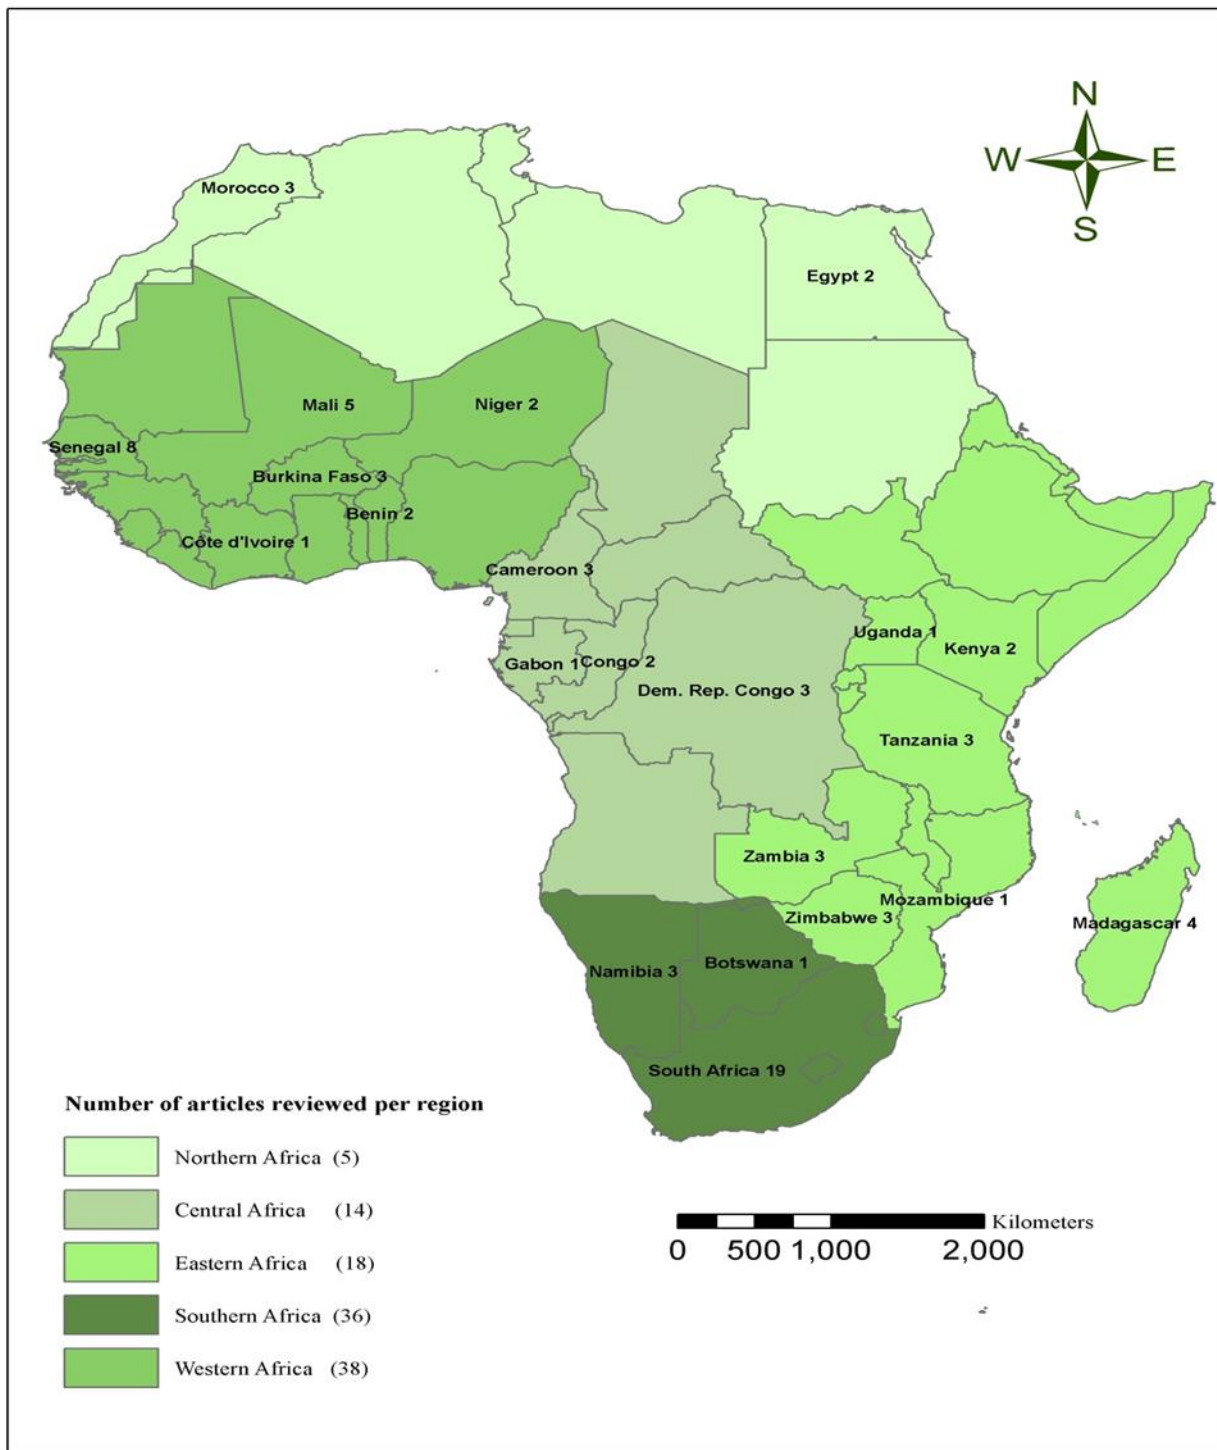 N
W E
S
Morocco 3
Egypt 2
Mali 5
Niger 2
Senegal 8
Burkina Faso 3
Benin 2
Côte d'Ivoire 1
Cameroon 3
Uganda 1
Kenya 2
Gabon 1
Congo 2
Dem. Rep. Congo 3
Tanzania 3
Zambia 3
Mozambique 1
Zimbabwe 3
Madagascar 4
Namibia 3
Botswana 1
South Africa 19
Number of articles reviewed per region
Northern Africa (5)
Central Africa (14)
Eastern Africa (18)
Southern Africa (36)
Western Africa (38)
Kilometers
0 500 1,000 2,000